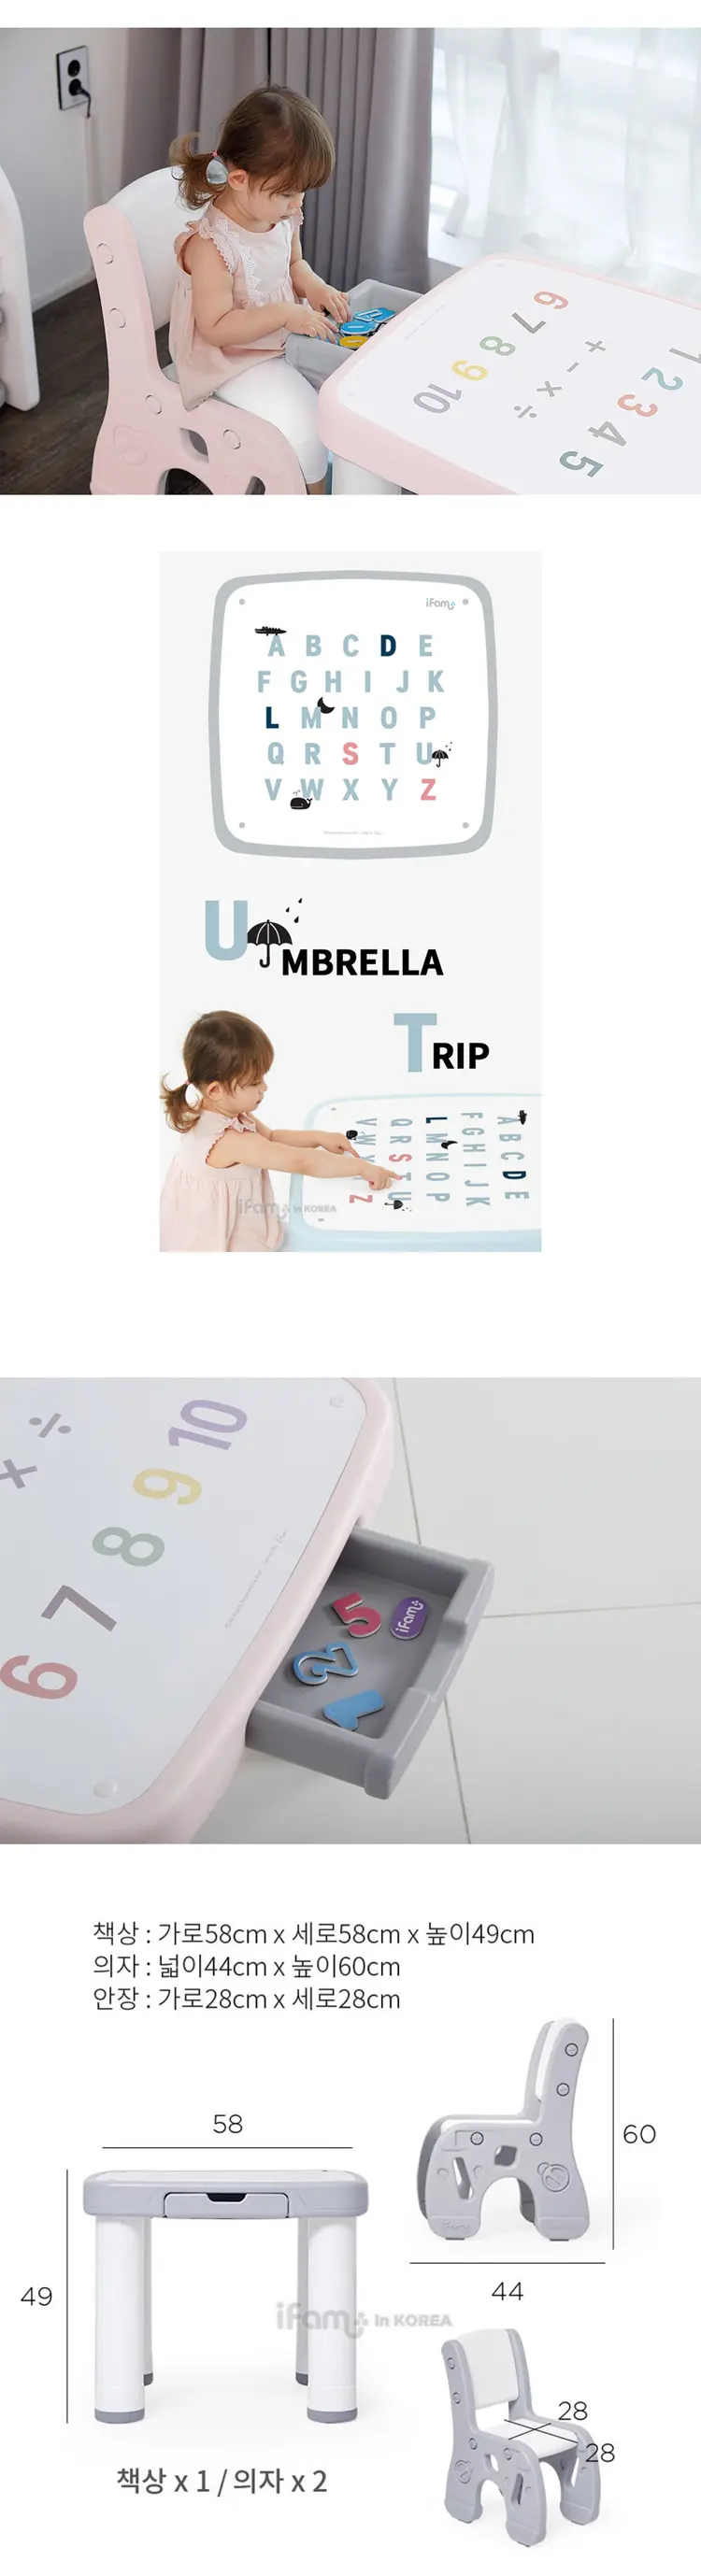 6 7 8 9 10
+ - × ÷
1 2 3 4 5
iFam
A B C D E
F G H I J K
L M N O P
Q R S T U
V W X Y Z
UMBRELLA
TRIP
A B C D E
F G H I J K
L M N O P
Q R S T U
V W X Y Z
iFam in KOREA
÷ ×
10
9
8
7
6
5 iFam
2
1
책상 : 가로58cm x 세로58cm x 높이49cm
의자 : 넓이44cm x 높이60cm
안장 : 가로28cm x 세로28cm
58
60
49
44
iFam in KOREA
28
28
책상 x 1 / 의자 x 2